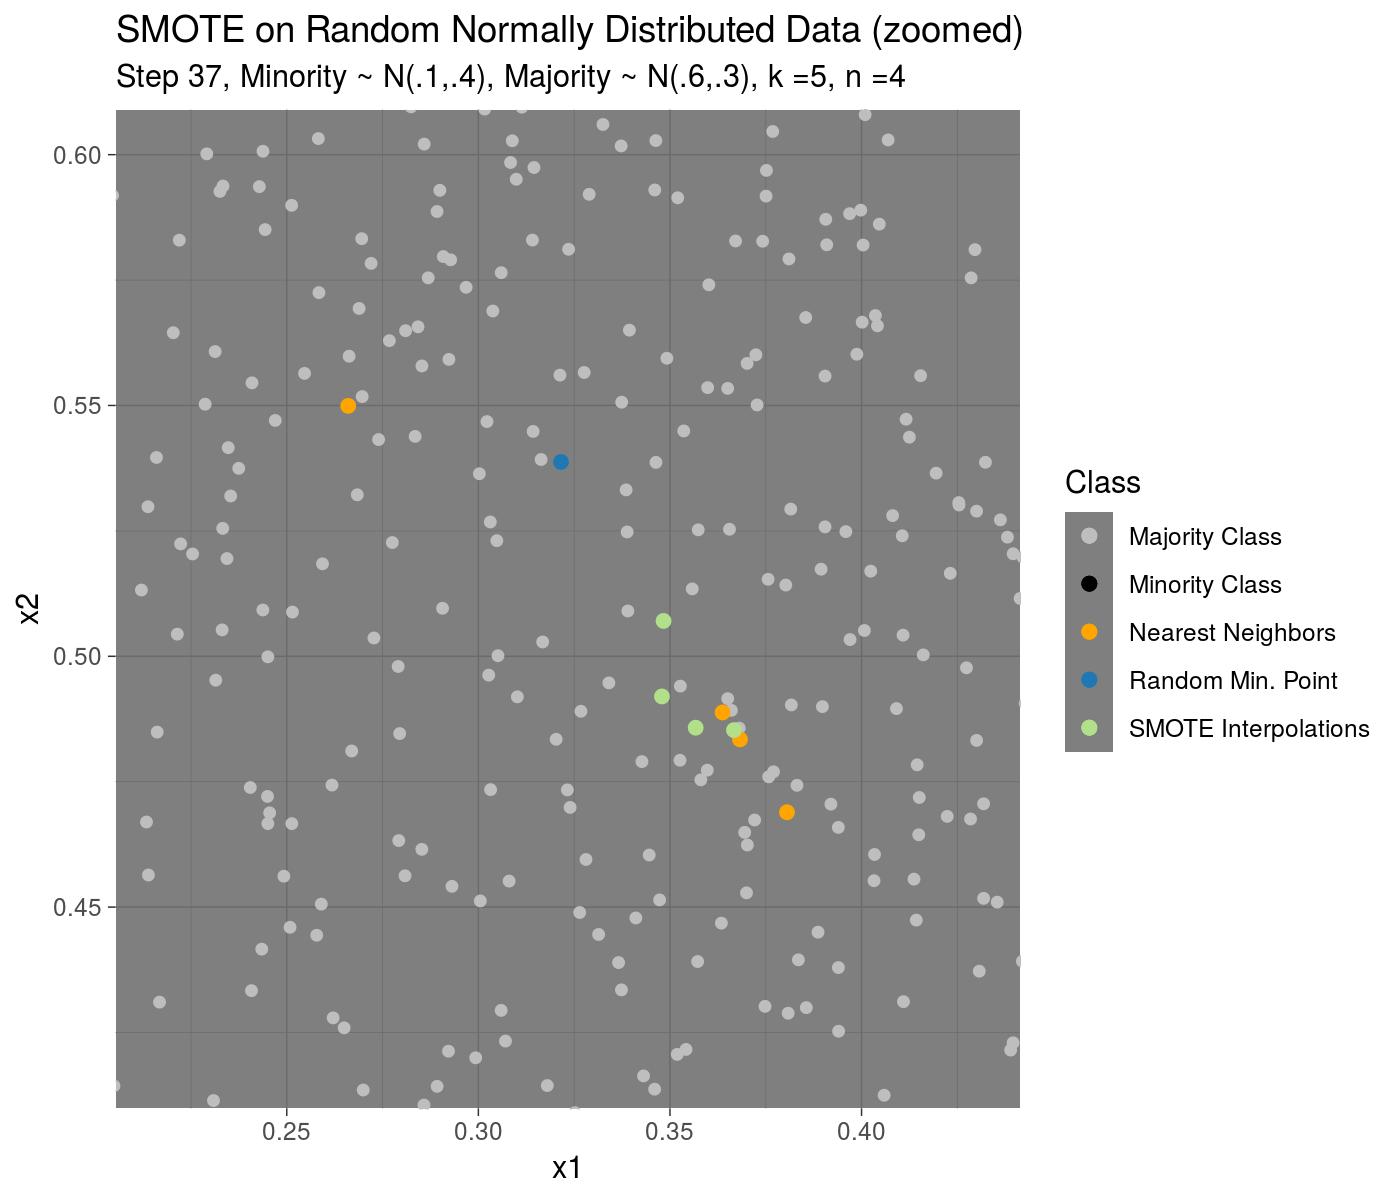 SMOTE on Random Normally Distributed Data (zoomed)
Step 37, Minority ~ N(.1,.4), Majority ~ N(.6,.3), k =5, n =4
0.60
0.55
0.50
0.45
x2
0.25
0.30
0.35
0.40
x1
Class
Majority Class
Minority Class
Nearest Neighbors
Random Min. Point
SMOTE Interpolations